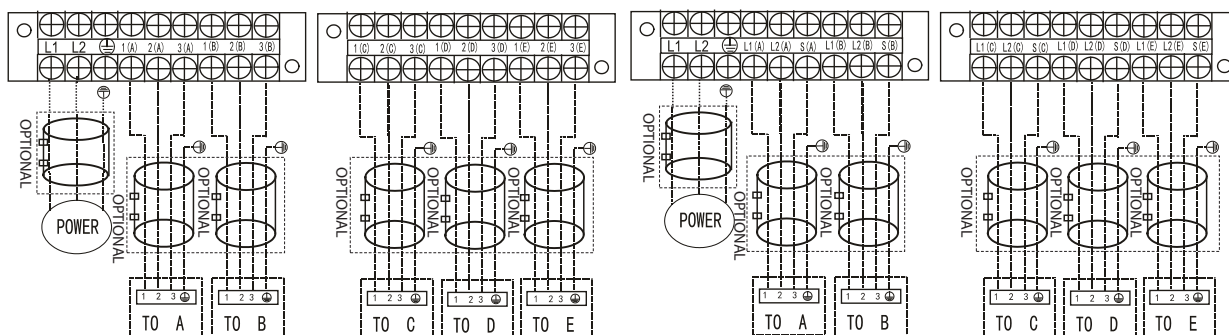 L1 L2 1(A) 2(A) 3(A) 1(B) 2(B) 3(B)
OPTIONAL
POWER
OPTIONAL
OPTIONAL
1 2 3
TO A
1 2 3
TO B
1(C) 2(C) 3(C) 1(D) 2(D) 3(D) 1(E) 2(E) 3(E)
OPTIONAL
OPTIONAL
OPTIONAL
1 2 3
TO C
1 2 3
TO D
1 2 3
TO E
L1 L2 L1(A) L2(A) S(A) L1(B) L2(B) S(B)
OPTIONAL
POWER
OPTIONAL
OPTIONAL
1 2 3
TO A
1 2 3
TO B
L1(C) L2(C) S(C) L1(D) L2(D) S(D) L1(E) L2(E) S(E)
OPTIONAL
OPTIONAL
OPTIONAL
1 2 3
TO C
1 2 3
TO D
1 2 3
TO E